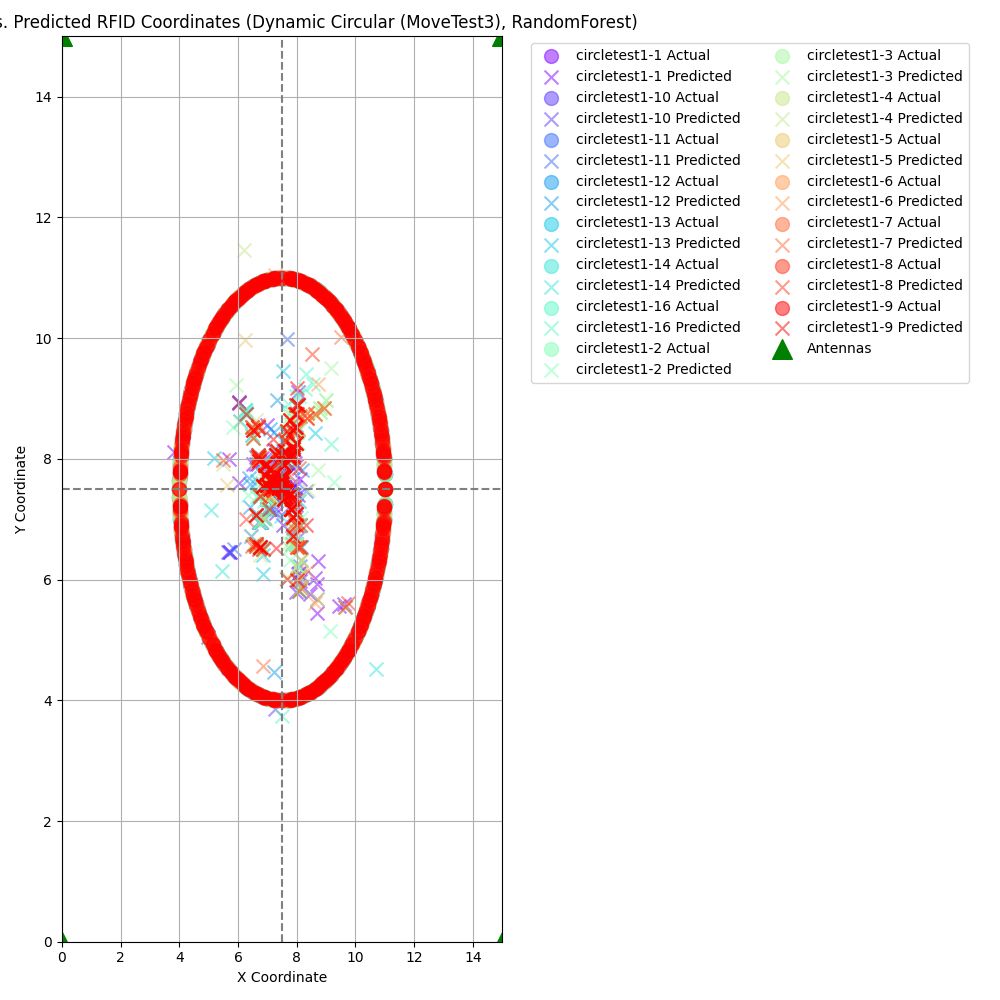 s. Predicted RFID Coordinates (Dynamic Circular (MoveTest3), RandomForest)
circletest1-1 Actual
circletest1-1 Predicted
circletest1-10 Actual
circletest1-10 Predicted
circletest1-11 Actual
circletest1-11 Predicted
circletest1-12 Actual
circletest1-12 Predicted
circletest1-13 Actual
circletest1-13 Predicted
circletest1-14 Actual
circletest1-14 Predicted
circletest1-16 Actual
circletest1-16 Predicted
circletest1-2 Actual
circletest1-2 Predicted
circletest1-3 Actual
circletest1-3 Predicted
circletest1-4 Actual
circletest1-4 Predicted
circletest1-5 Actual
circletest1-5 Predicted
circletest1-6 Actual
circletest1-6 Predicted
circletest1-7 Actual
circletest1-7 Predicted
circletest1-8 Actual
circletest1-8 Predicted
circletest1-9 Actual
circletest1-9 Predicted
Antennas
Y Coordinate
14
12
10
8
6
4
2
0
0 2 4 6 8 10 12 14
X Coordinate